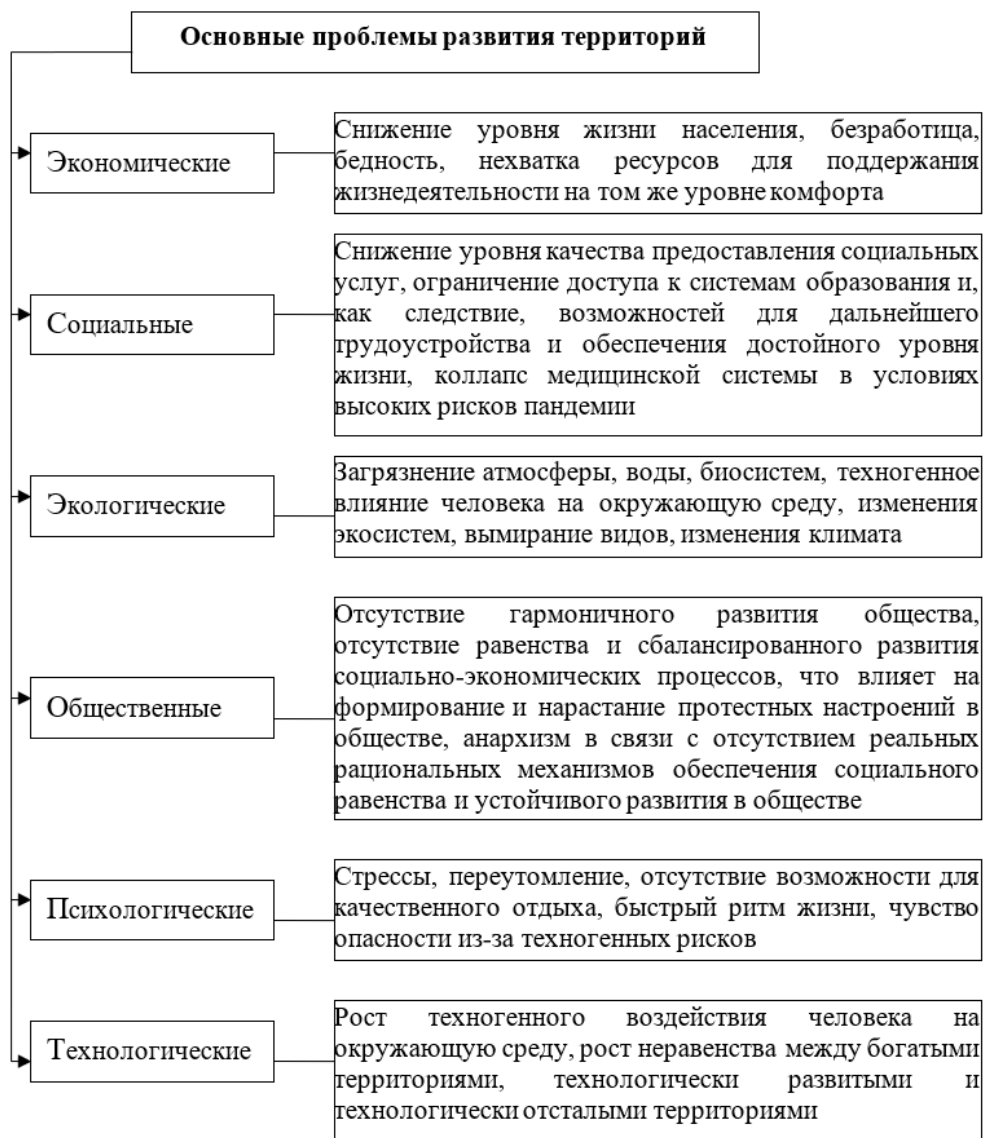 Основные проблемы развития территорий
Экономические
Снижение уровня жизни населения, безработица,
бедность, нехватка ресурсов для поддержания
жизнедеятельности на том же уровне комфорта
Социальные
Снижение уровня качества предоставления социальных
услуг, ограничение доступа к системам образования и,
как следствие, возможностей для дальнейшего
трудоустройства и обеспечения достойного уровня
жизни, коллапс медицинской системы в условиях
высоких рисков пандемии
Экологические
Загрязнение атмосферы, воды, биосистем, техногенное
влияние человека на окружающую среду, изменения
экосистем, вымирание видов, изменения климата
Общественные
Отсутствие гармоничного развития общества,
отсутствие равенства и сбалансированного развития
социально-экономических процессов, что влияет на
формирование и нарастание протестных настроений в
обществе, анархизм в связи с отсутствием реальных
рациональных механизмов обеспечения социального
равенства и устойчивого развития в обществе
Психологические
Стрессы, переутомление, отсутствие возможности для
качественного отдыха, быстрый ритм жизни, чувство
опасности из-за техногенных рисков
Технологические
Рост техногенного воздействия человека на
окружающую среду, рост неравенства между богатыми
территориями, технологически развитыми и
технологически отсталыми территориями